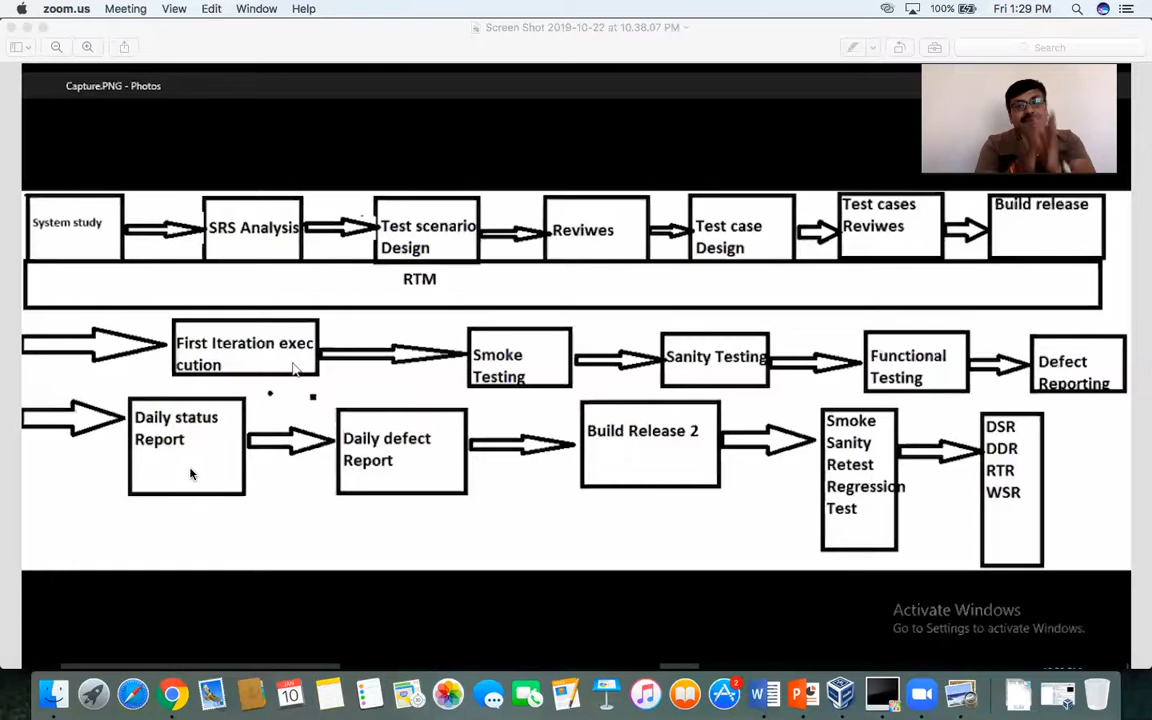 zoom.us Meeting View Edit Window Help
100% Fri 1:29 PM
Screen Shot 2019-10-22 at 10.38.07 PM
Search
Capture.PNG - Photos
System study
SRS Analysis
Test scenario
Design
Reviwes
Test case
Design
Test cases
Reviwes
Build release
RTM
First Iteration exec
cution
Smoke
Testing
Sanity Testing
Functional
Testing
Defect
Reporting
Daily status
Report
Daily defect
Report
Build Release 2
Smoke
Sanity
Retest
Regression
Test
DSR
DDR
RTR
WSR
Activate Windows
Go to Settings to activate Windows.
JAN
10
2